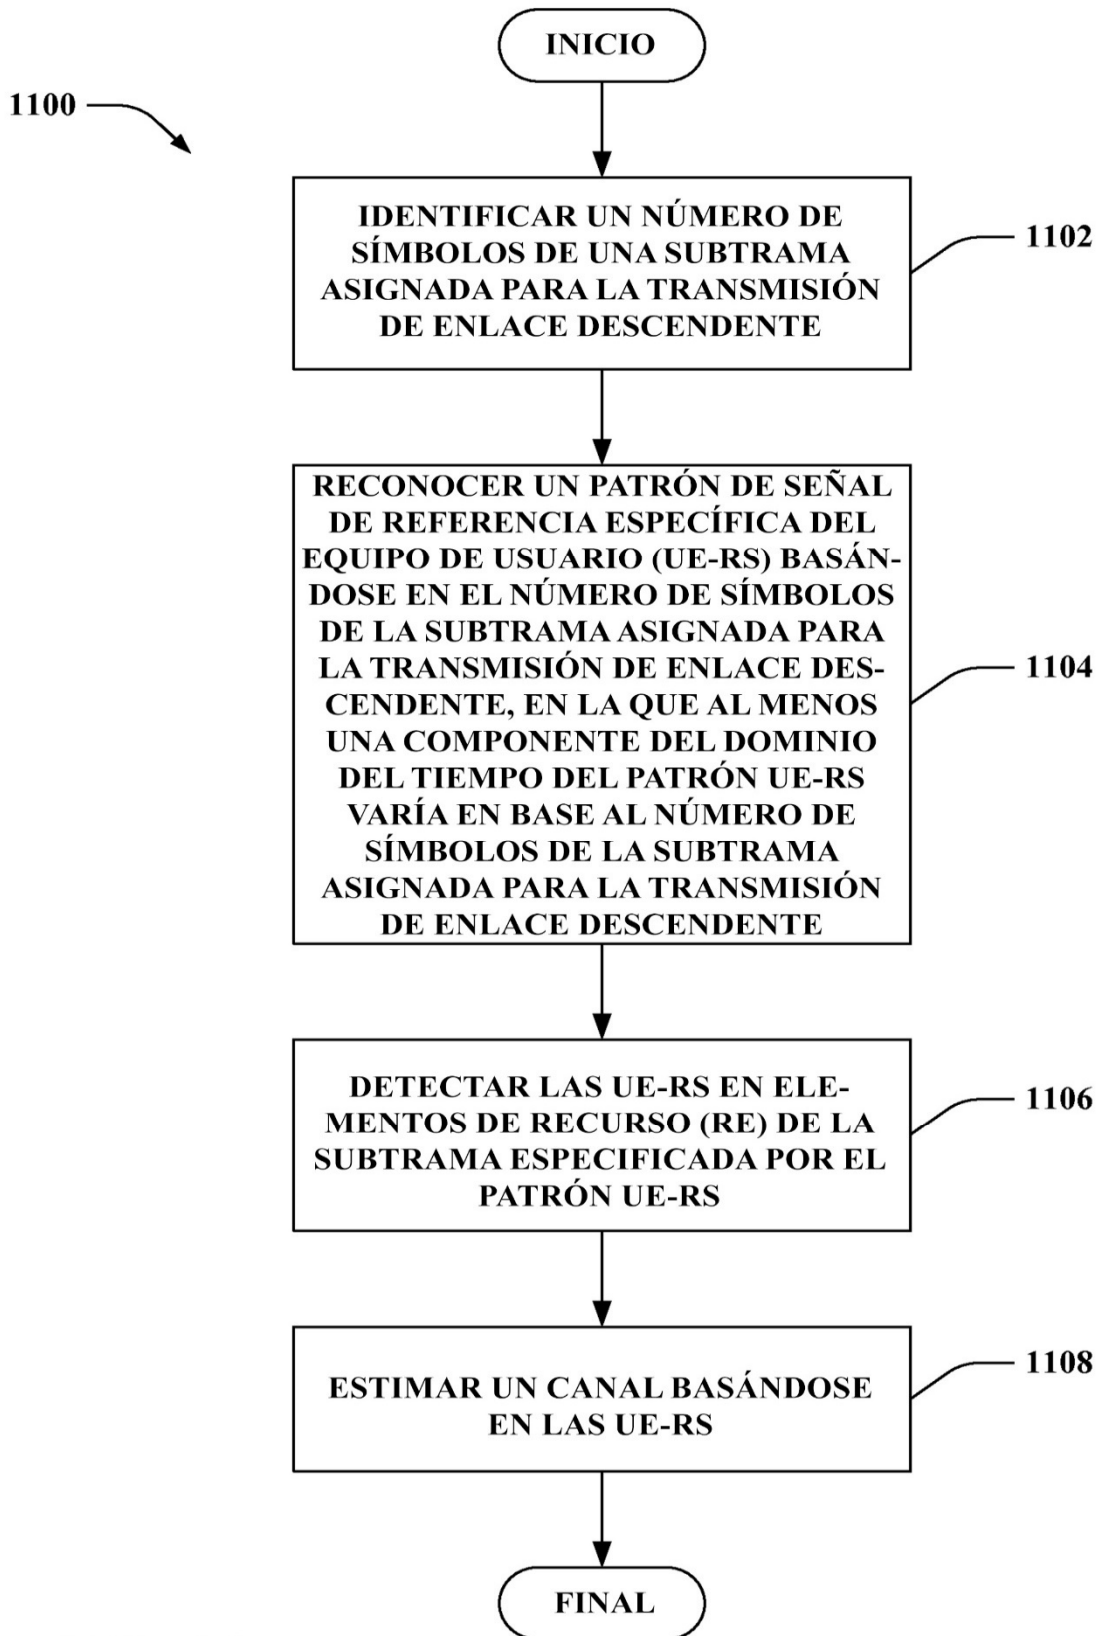 INICIO
1100
IDENTIFICAR UN NÚMERO DE
SÍMBOLOS DE UNA SUBTRAMA
ASIGNADA PARA LA TRANSMISIÓN
DE ENLACE DESCENDENTE
1102
RECONOCER UN PATRÓN DE SEÑAL
DE REFERENCIA ESPECÍFICA DEL
EQUIPO DE USUARIO (UE-RS) BASÁN-
DOSE EN EL NÚMERO DE SÍMBOLOS
DE LA SUBTRAMA ASIGNADA PARA
LA TRANSMISIÓN DE ENLACE DES-
CENDENTE, EN LA QUE AL MENOS
UNA COMPONENTE DEL DOMINIO
DEL TIEMPO DEL PATRÓN UE-RS
VARÍA EN BASE AL NÚMERO DE
SÍMBOLOS DE LA SUBTRAMA
ASIGNADA PARA LA TRANSMISIÓN
DE ENLACE DESCENDENTE
1104
DETECTAR LAS UE-RS EN ELE-
MENTOS DE RECURSO (RE) DE LA
SUBTRAMA ESPECIFICADA POR EL
PATRÓN UE-RS
1106
ESTIMAR UN CANAL BASÁNDOSE
EN LAS UE-RS
1108
FINAL